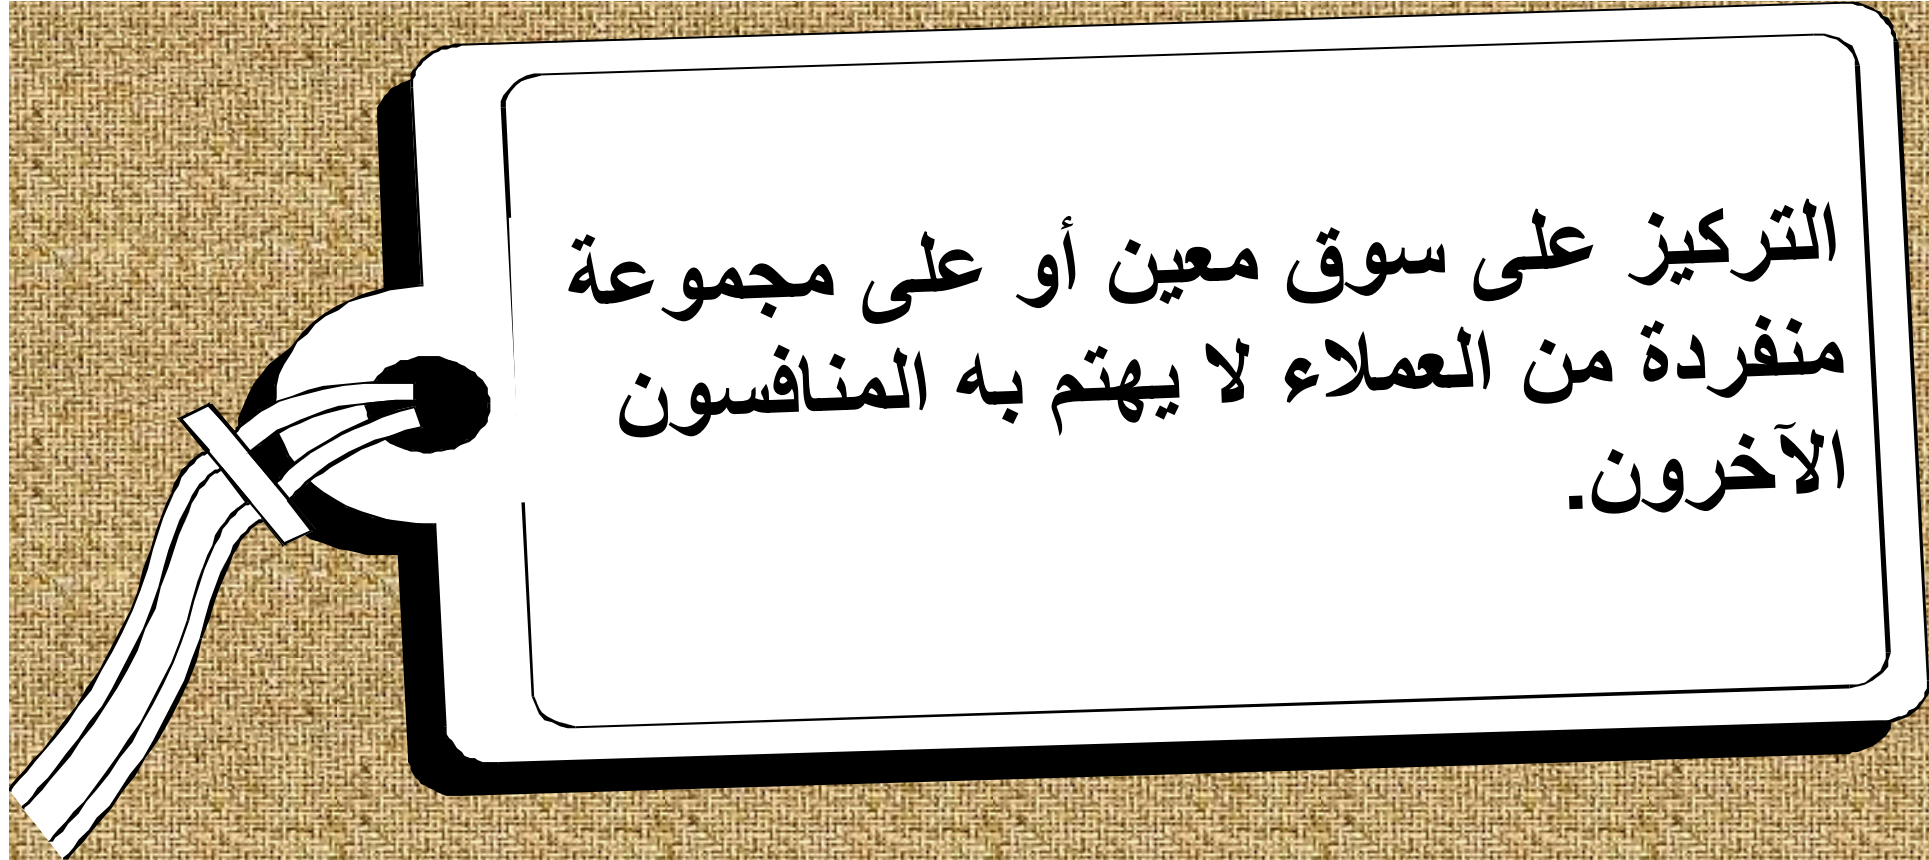 التركيز على سوق معين أو على مجموعة
منفردة من العملاء لا يهتم به المنافسون
الآخرون.